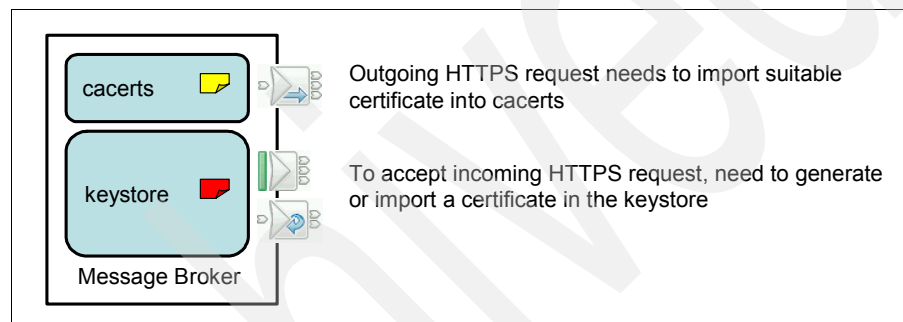 cacerts
Outgoing HTTPS request needs to import suitable
certificate into cacerts
keystore
To accept incoming HTTPS request, need to generate
or import a certificate in the keystore
Message Broker